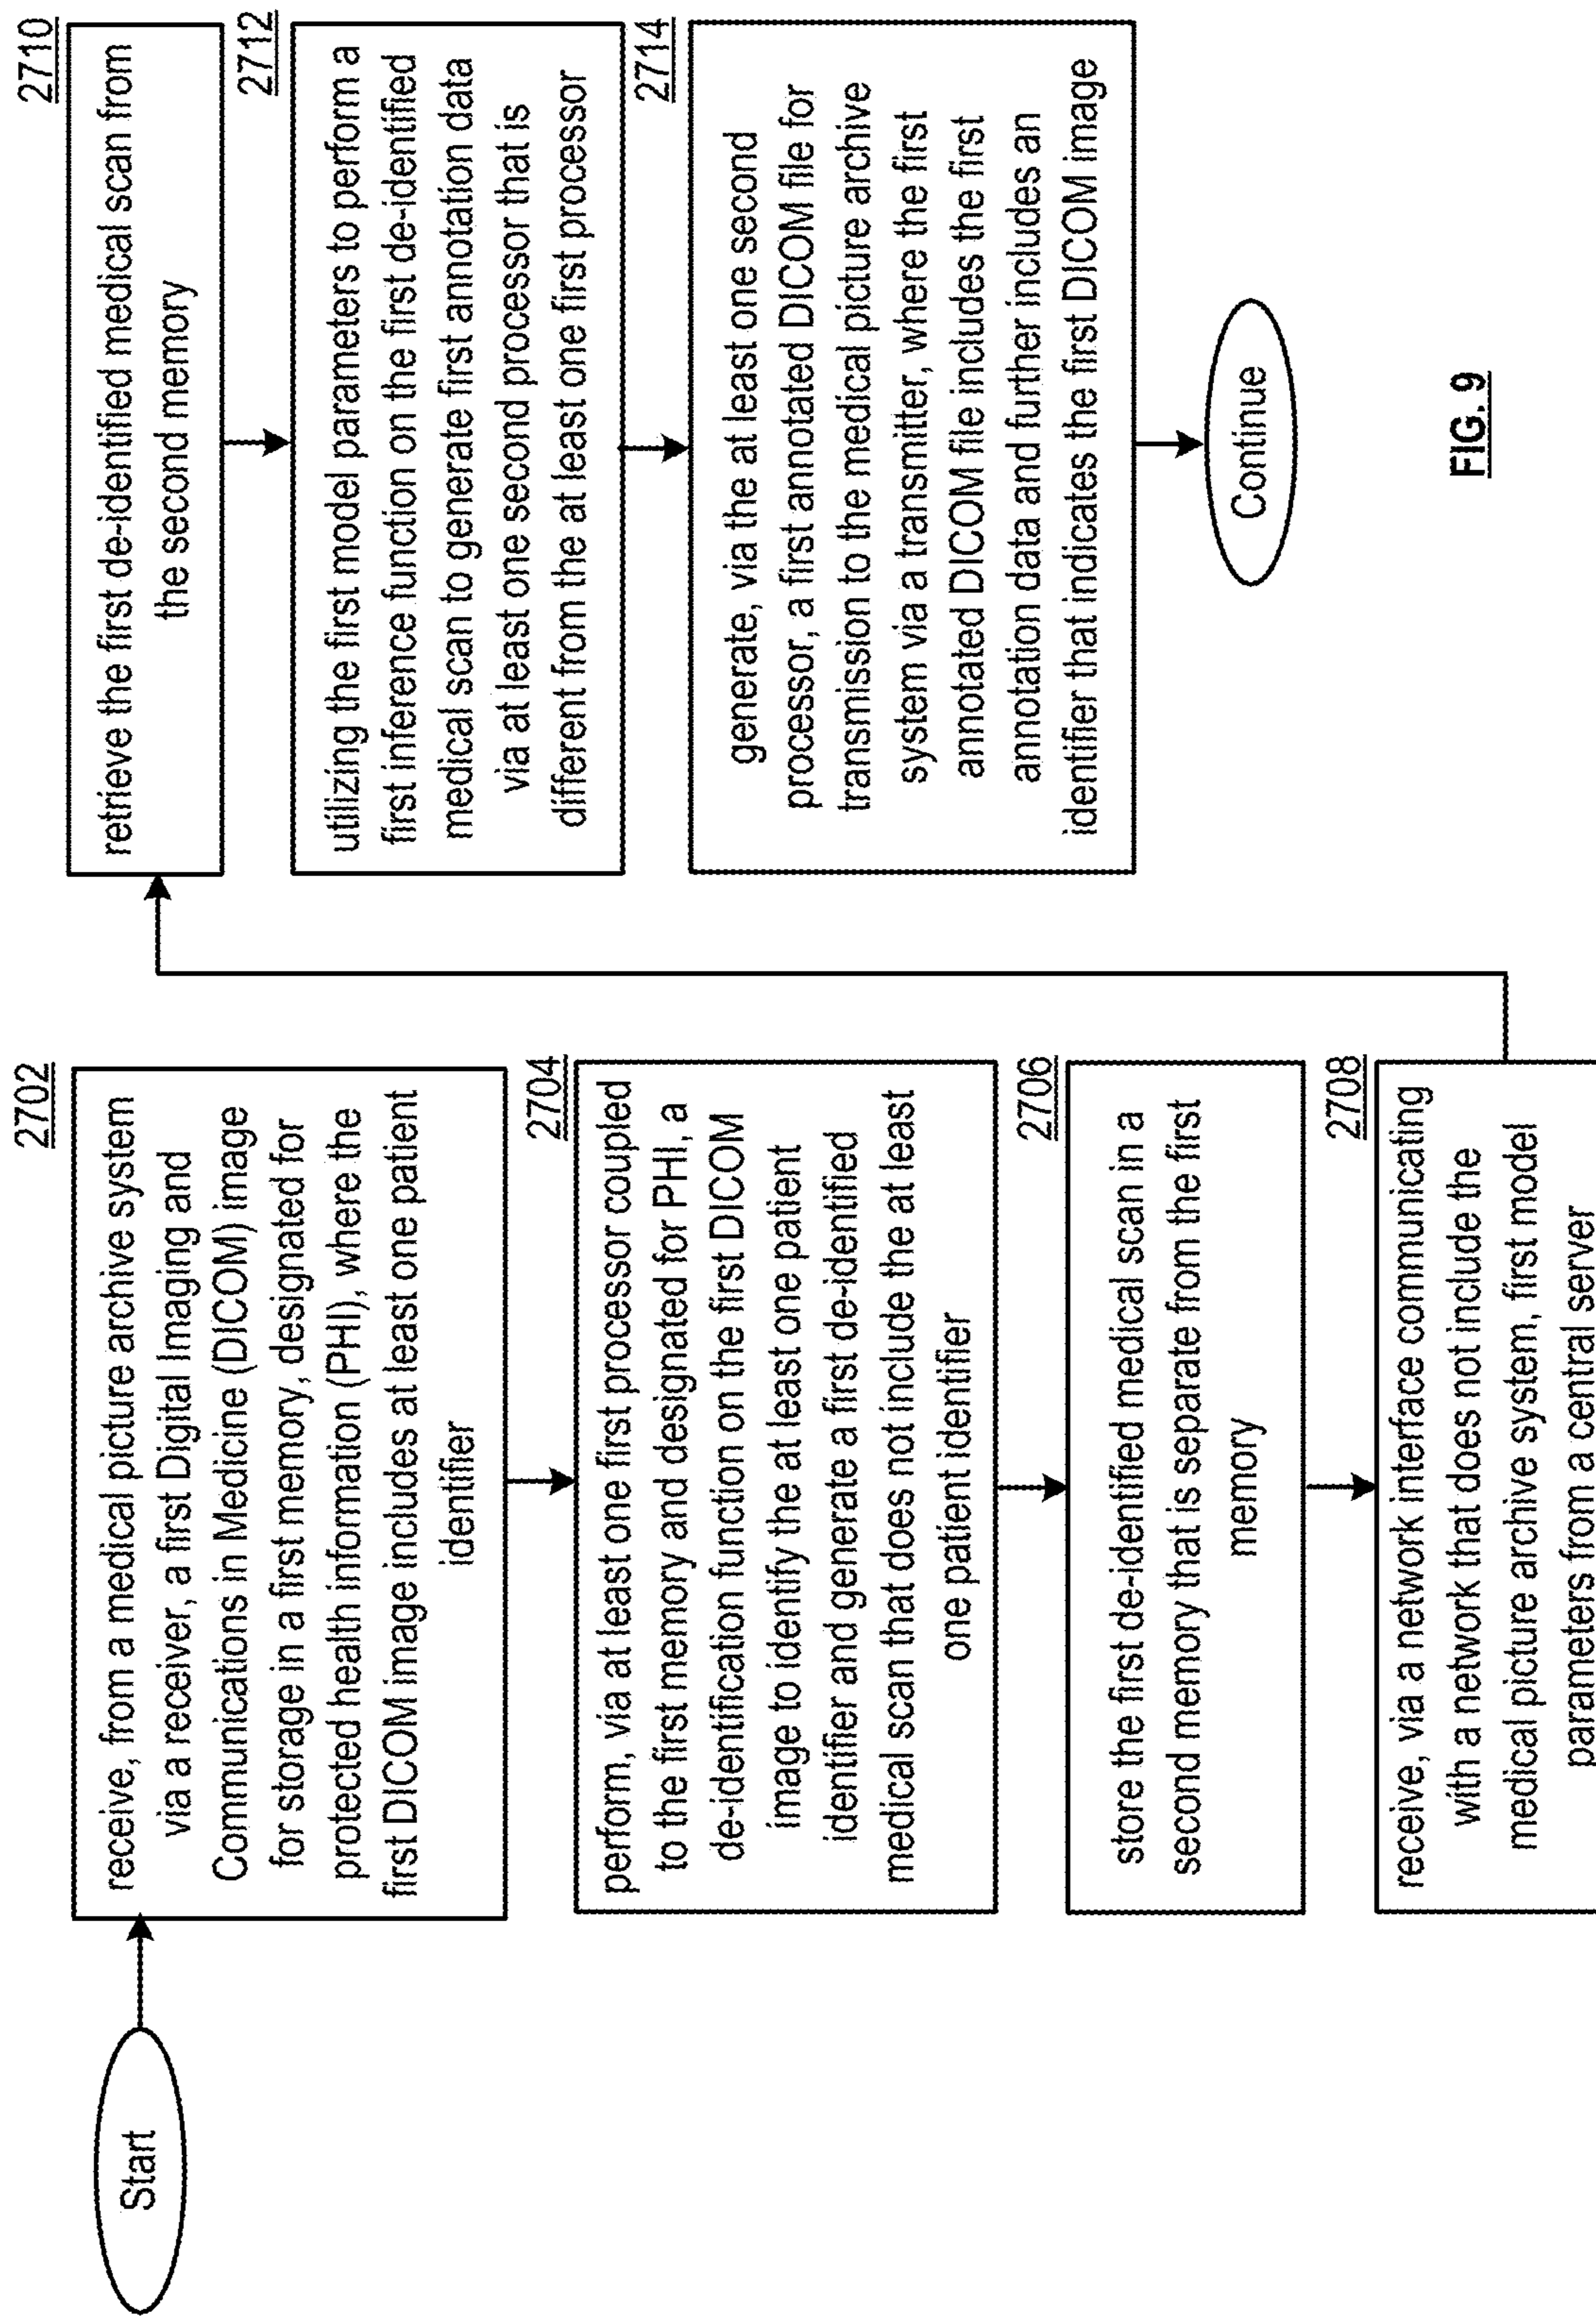 Start
2702
receive, from a medical picture archive system
via a receiver, a first Digital Imaging and
Communications in Medicine (DICOM) image
for storage in a first memory, designated for
protected health information (PHI), where the
first DICOM image includes at least one patient
identifier
2704
perform, via at least one first processor coupled
to the first memory and designated for PHI, a
de-identification function on the first DICOM
image to identify the at least one patient
identifier and generate a first de-identified
medical scan that does not include the at least
one patient identifier
2706
store the first de-identified medical scan in a
second memory that is separate from the first
memory
2708
receive, via a network interface communicating
with a network that does not include the
medical picture archive system, first model
parameters from a central server
2710
retrieve the first de-identified medical scan from
the second memory
2712
utilizing the first model parameters to perform a
first inference function on the first de-identified
medical scan to generate first annotation data
via at least one second processor that is
different from the at least one first processor
2714
generate, via the at least one second
processor, a first annotated DICOM file for
transmission to the medical picture archive
system via a transmitter, where the first
annotated DICOM file includes the first
annotation data and further includes an
identifier that indicates the first DICOM image
Continue
FIG. 9